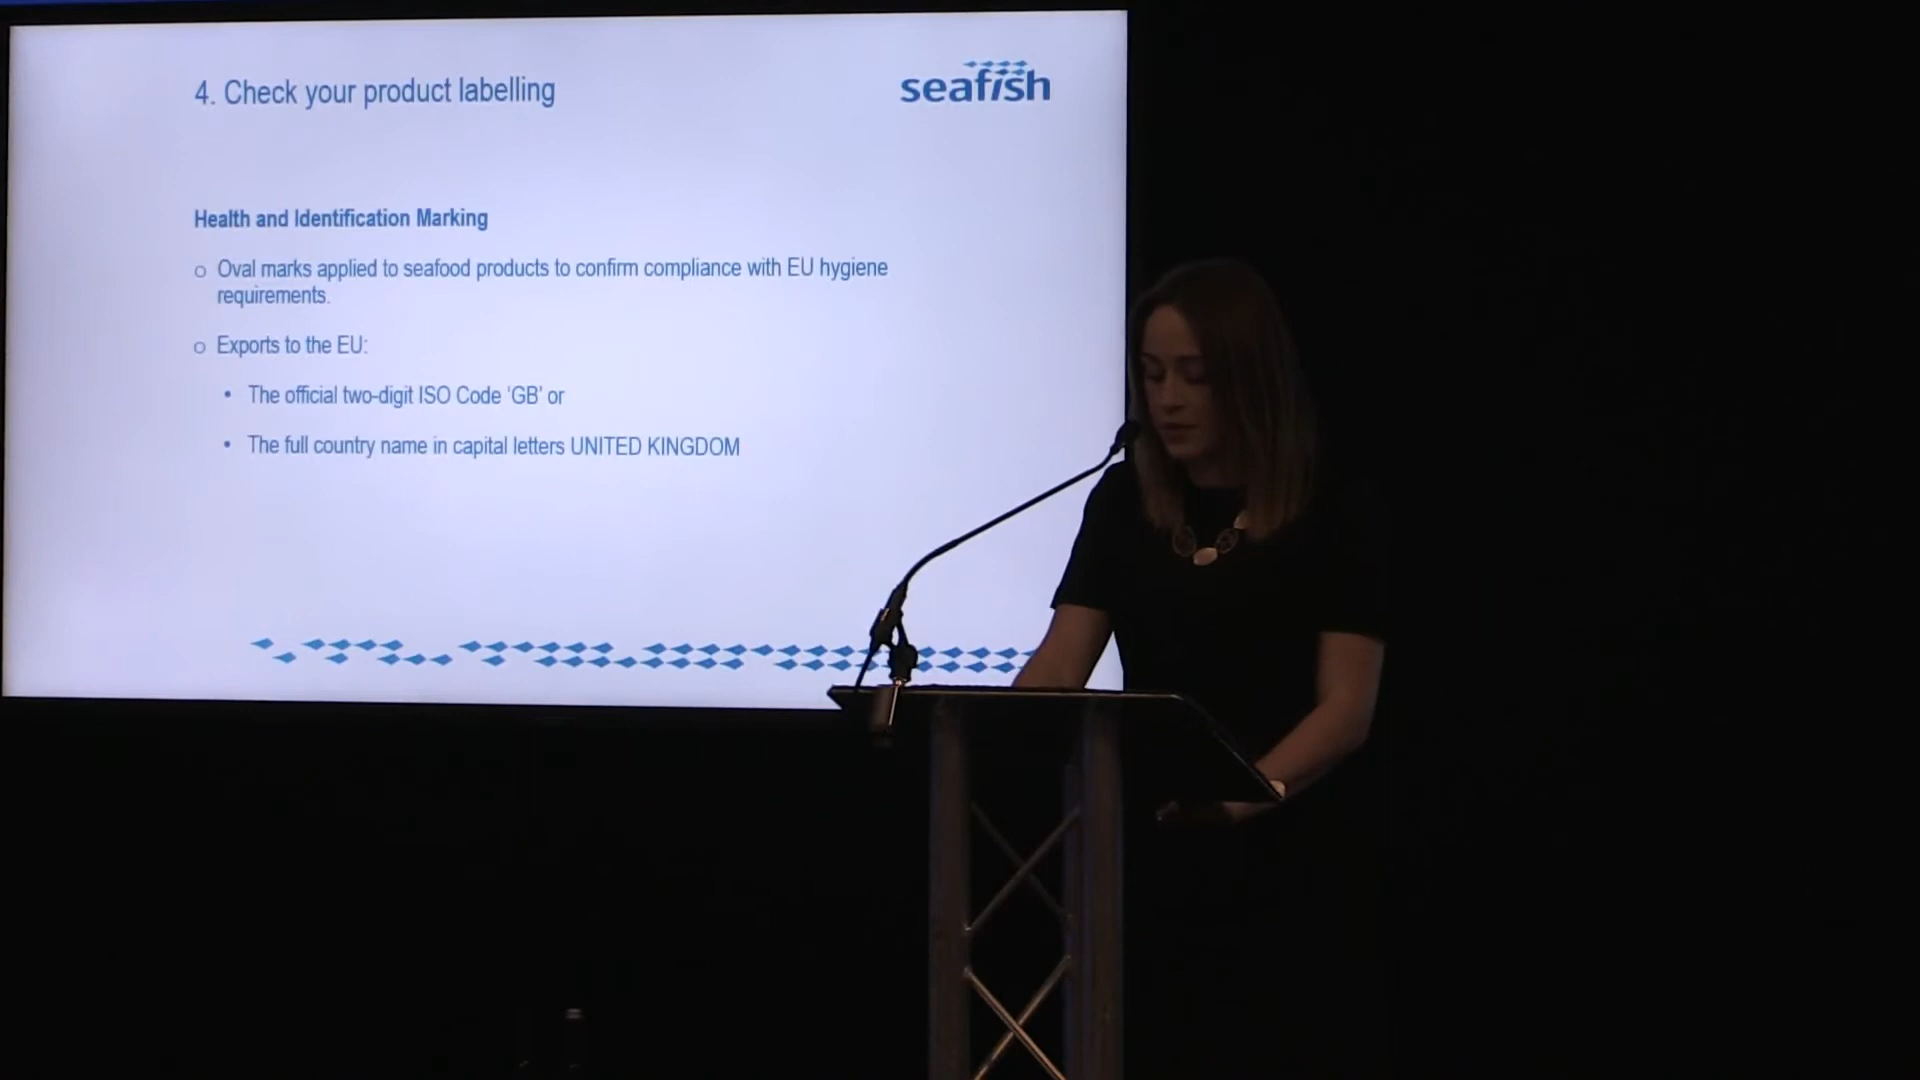 4. Check your product labelling
seafish
Health and Identification Marking
o Oval marks applied to seafood products to confirm compliance with EU hygiene
requirements.
o Exports to the EU:
• The official two-digit ISO Code 'GB' or
• The full country name in capital letters UNITED KINGDOM